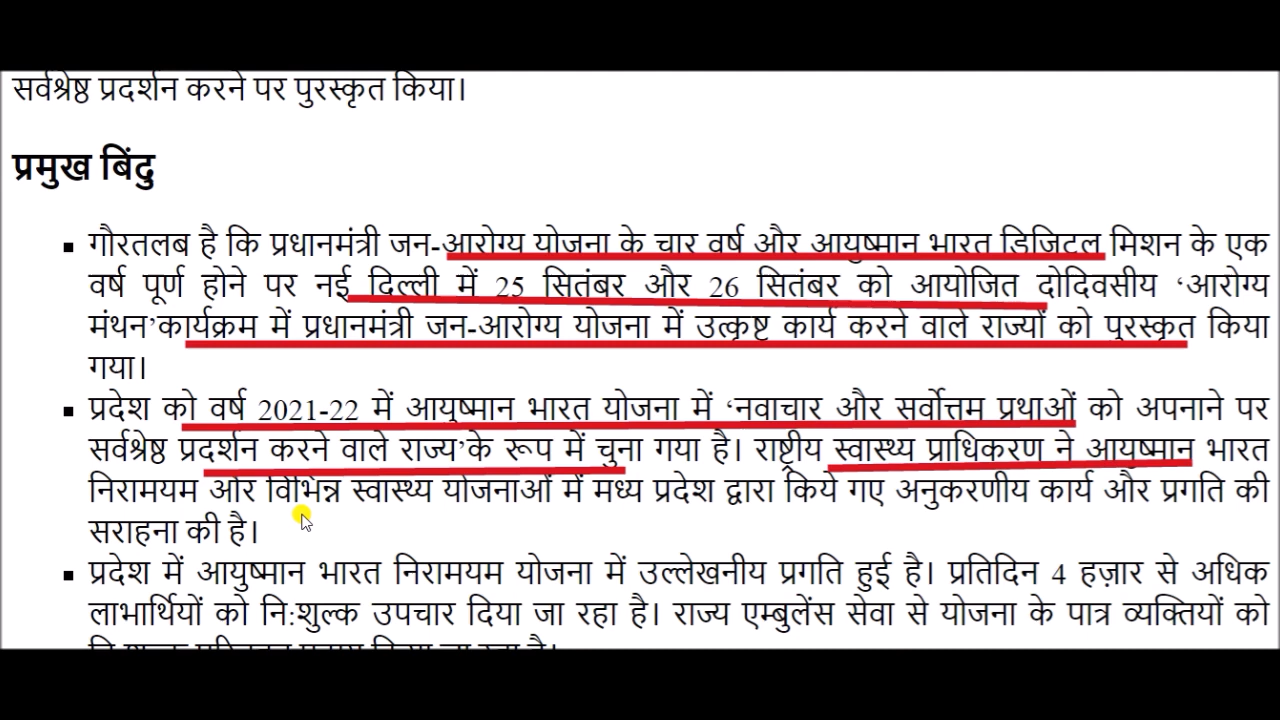 सर्वश्रेष्ठ प्रदर्शन करने पर पुरस्कृत किया।
प्रमुख बिंदु
गौरतलब है कि प्रधानमंत्री जन-आरोग्य योजना के चार वर्ष और आयुष्मान भारत डिजिटल मिशन के एक
वर्ष पूर्ण होने पर नई दिल्ली में 25 सितंबर और 26 सितंबर को आयोजित दोदिवसीय ‘आरोग्य
मंथन’कार्यक्रम में प्रधानमंत्री जन-आरोग्य योजना में उत्कृष्ट कार्य करने वाले राज्यों को पुरस्कृत किया
गया।
प्रदेश को वर्ष 2021-22 में आयुष्मान भारत योजना में ‘नवाचार और सर्वोत्तम प्रथाओं को अपनाने पर
सर्वश्रेष्ठ प्रदर्शन करने वाले राज्य’के रूप में चुना गया है। राष्ट्रीय स्वास्थ्य प्राधिकरण ने आयुष्मान भारत
निरामयम और विभिन्न स्वास्थ्य योजनाओं में मध्य प्रदेश द्वारा किये गए अनुकरणीय कार्य और प्रगति की
सराहना की है।
प्रदेश में आयुष्मान भारत निरामयम योजना में उल्लेखनीय प्रगति हुई है। प्रतिदिन 4 हज़ार से अधिक
लाभार्थियों को नि:शुल्क उपचार दिया जा रहा है। राज्य एम्बुलेंस सेवा से योजना के पात्र व्यक्तियों को